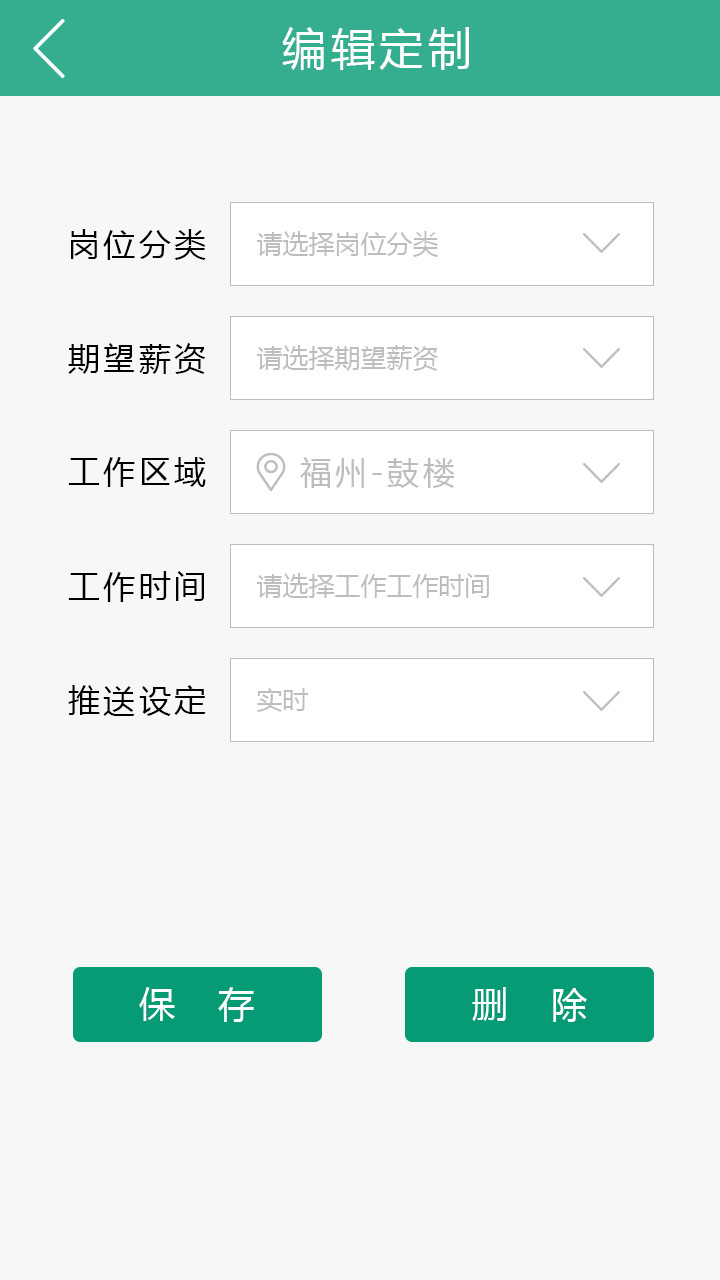 编辑定制
岗位分类 请选择岗位分类
期望薪资 请选择期望薪资
工作区域 福州-鼓楼
工作时间 请选择工作工作时间
推送设定 实时
保 存 删 除